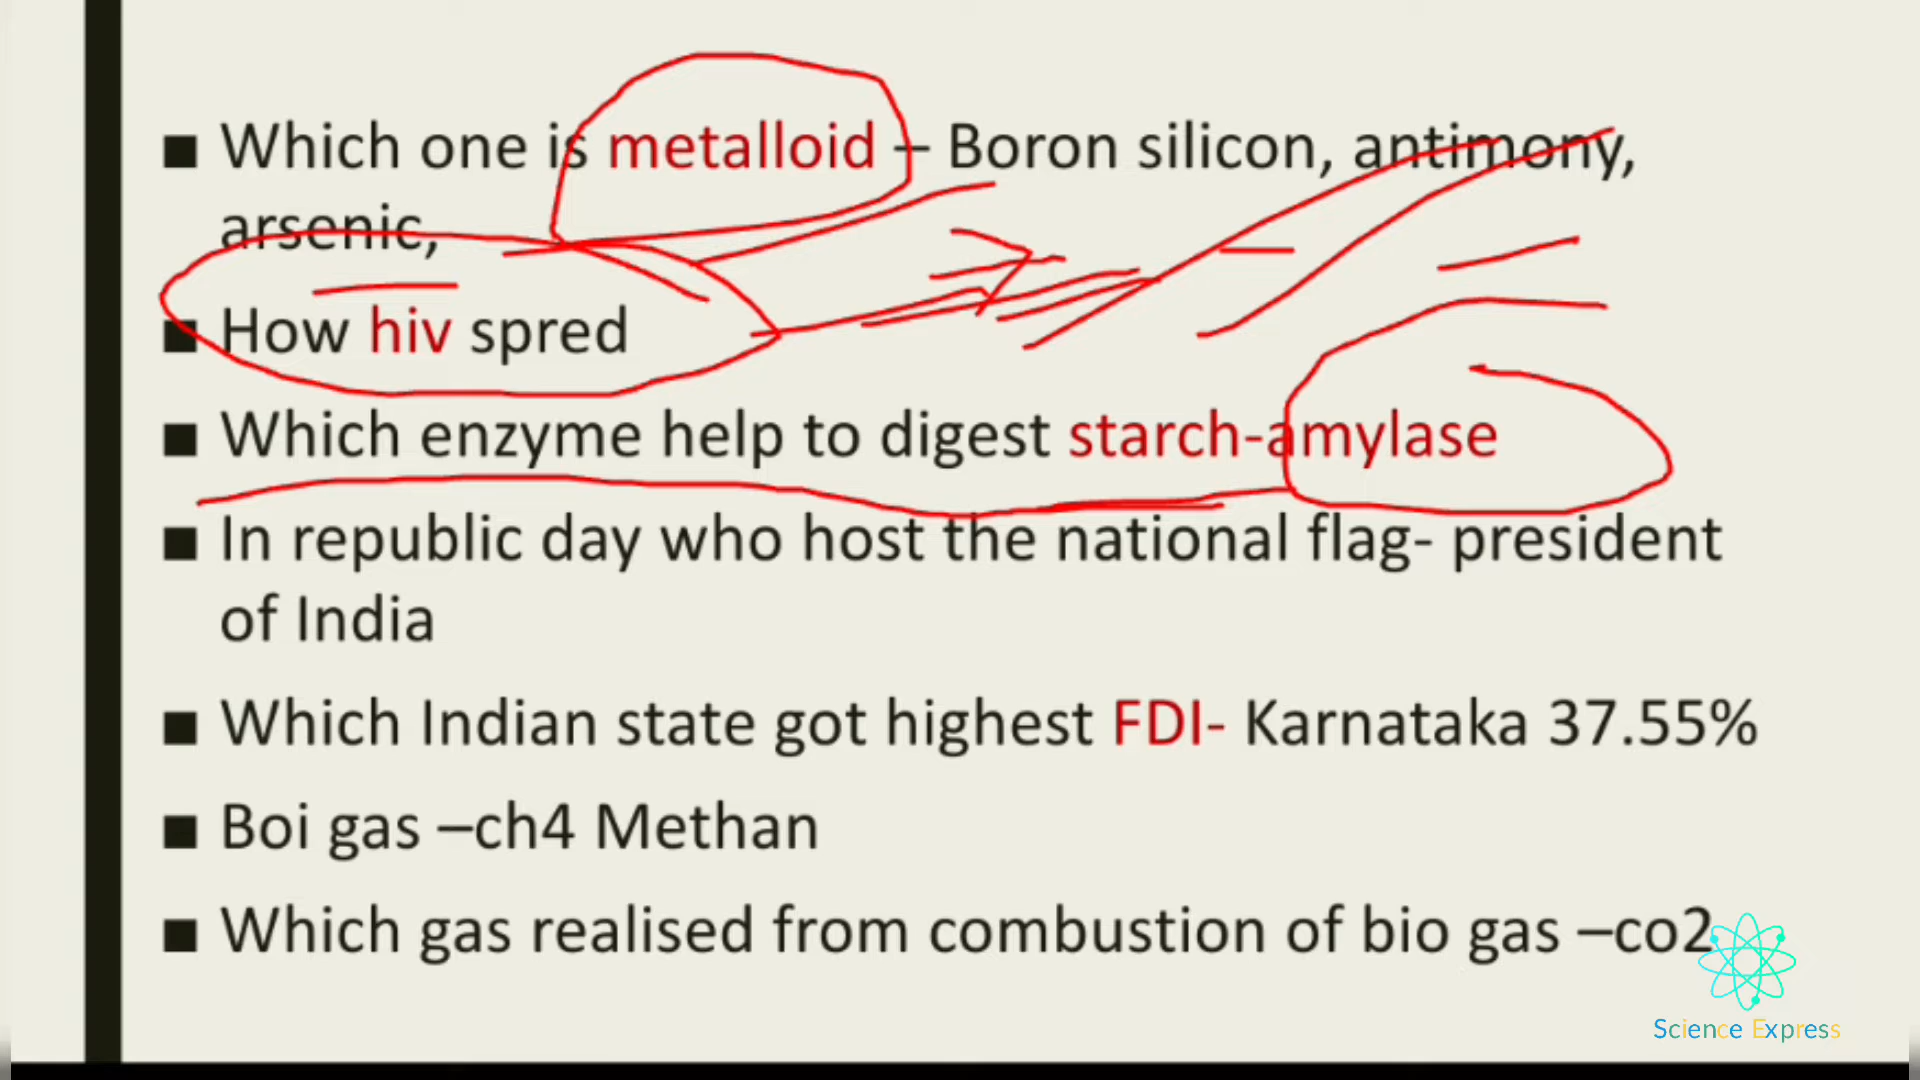 ■ Which one is metalloid – Boron silicon, antimony,
arsenic,
■ How hiv spred
■ Which enzyme help to digest starch-amylase
■ In republic day who host the national flag- president
of India
■ Which Indian state got highest FDI- Karnataka 37.55%
■ Boi gas –ch4 Methan
■ Which gas realised from combustion of bio gas –co2
Science Express